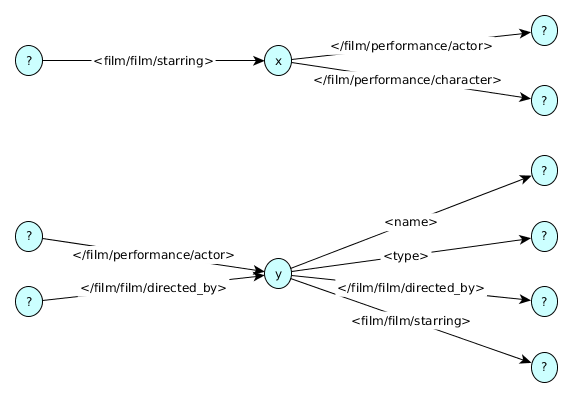 ?
</film/performance/actor>
? <film/film/starring> x
</film/performance/character>
?
?
<name>
? ?
</film/performance/actor> <type>
y
</film/film/directed_by> </film/film/directed_by>
? ?
<film/film/starring>
?